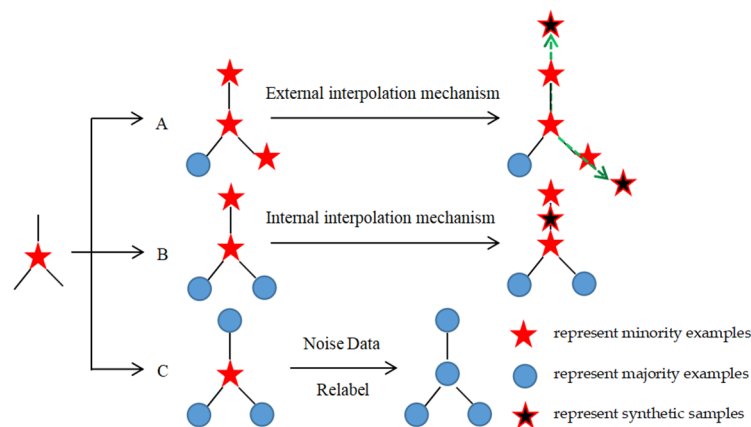 External interpolation mechanism
A
Internal interpolation mechanism
B
Noise Data
C
Relabel
represent minority examples
represent majority examples
represent synthetic samples